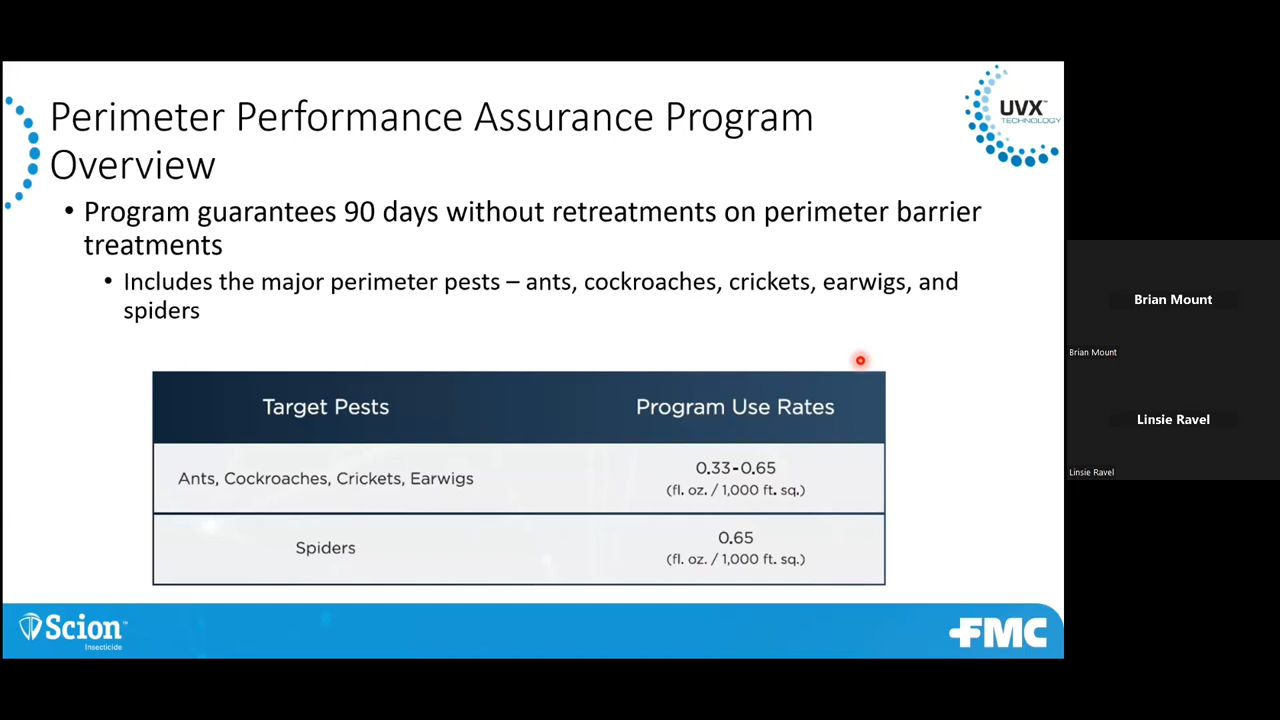 Perimeter Performance Assurance Program
Overview
UVX™
TECHNOLOGY
• Program guarantees 90 days without retreatments on perimeter barrier
treatments
• Includes the major perimeter pests – ants, cockroaches, crickets, earwigs, and
spiders
Target Pests Program Use Rates
Ants, Cockroaches, Crickets, Earwigs 0.33-0.65
(fl. oz. / 1,000 ft. sq.)
Spiders 0.65
(fl. oz. / 1,000 ft. sq.)
Scion™
Insecticide
FMC
Brian Mount
Brian Mount
Linsie Ravel
Linsie Ravel